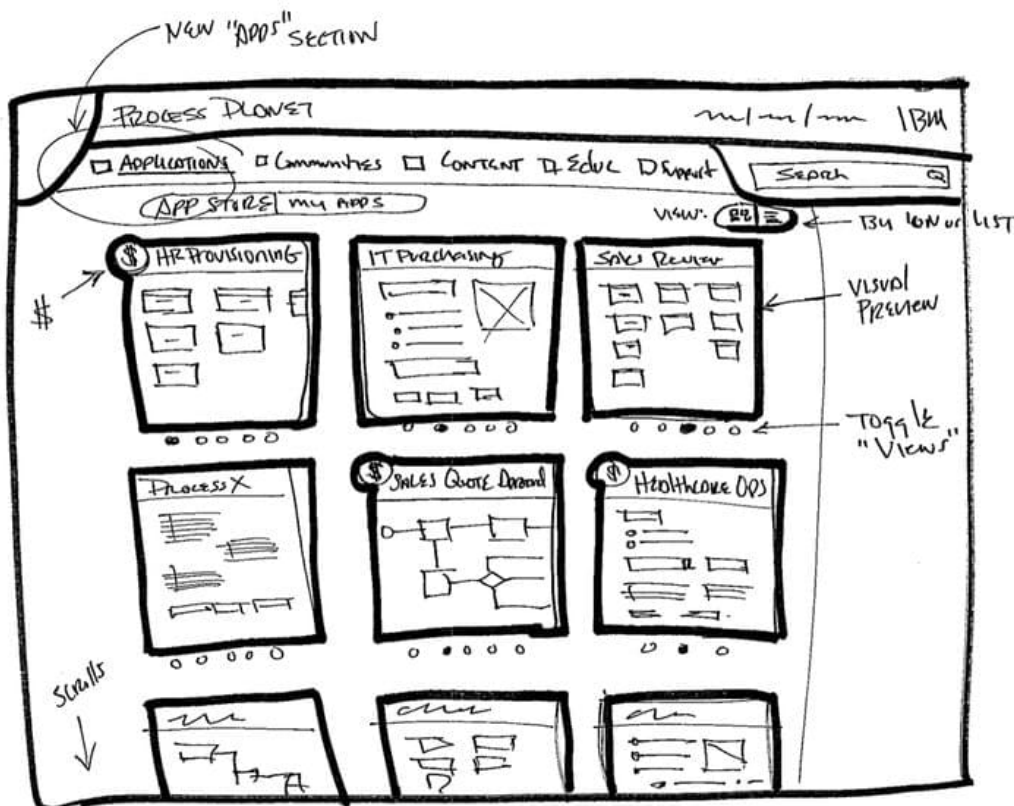 NEW "APPS" SECTION
PROCESS PLANET
IBM
APPLICATIONS Communities CONTENT EDUC Support
SEARCH
APP STORE MY APPS
VIEW:
BY ICON OR LIST
$ HR PROVISIONING
IT PURCHASING
SALES REVIEW
$
VISUAL
PREVIEW
TOGGLE
"VIEWS"
PROCESS X
$ SALES QUOTE
$ HEALTHCARE OPS
SCROLLS